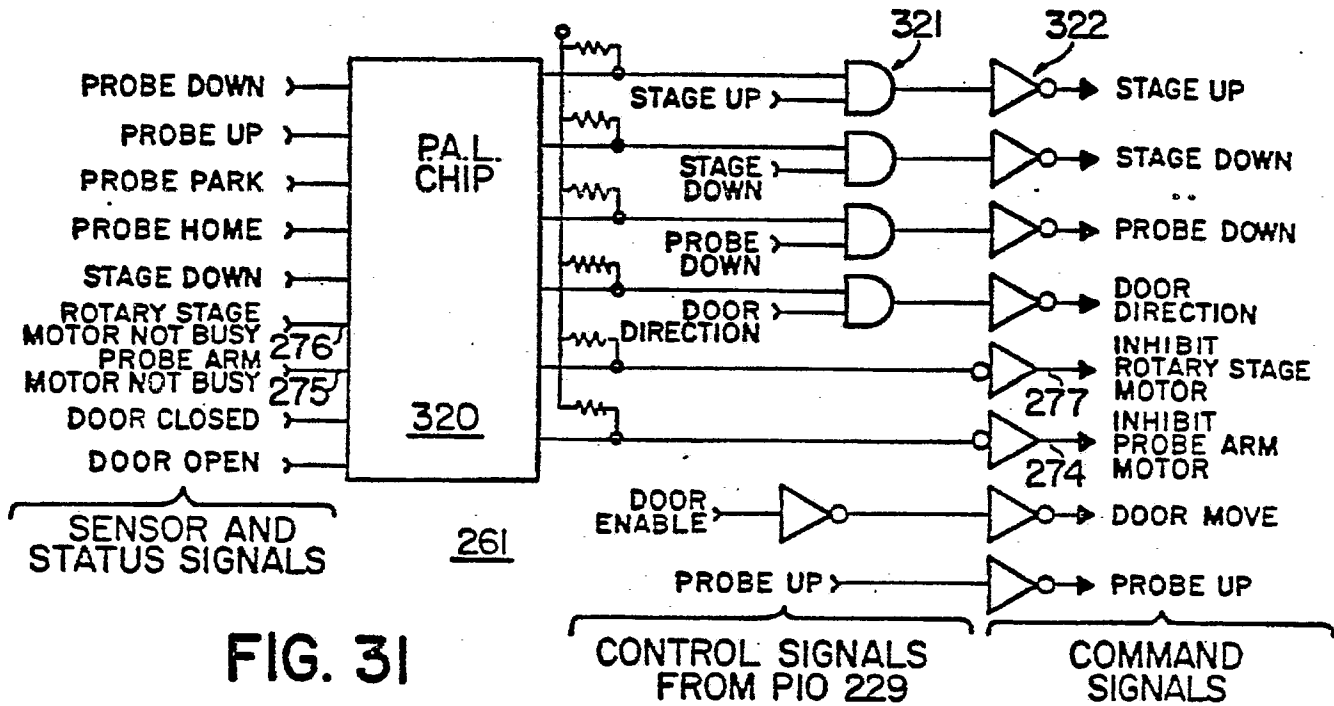 321
322
PROBE DOWN
PROBE UP
PROBE PARK
PROBE HOME
STAGE DOWN
ROTARY STAGE
MOTOR NOT BUSY 276
PROBE ARM
MOTOR NOT BUSY 275
DOOR CLOSED
DOOR OPEN
SENSOR AND
STATUS SIGNALS
P.A.L.
CHIP
320
261
STAGE UP
STAGE
DOWN
PROBE
DOWN
DOOR
DIRECTION
DOOR
ENABLE
PROBE UP
CONTROL SIGNALS
FROM PIO 229
STAGE UP
STAGE DOWN
PROBE DOWN
DOOR
DIRECTION
INHIBIT
ROTARY STAGE
MOTOR
277
INHIBIT
PROBE ARM
MOTOR
274
DOOR MOVE
PROBE UP
COMMAND
SIGNALS
FIG. 31